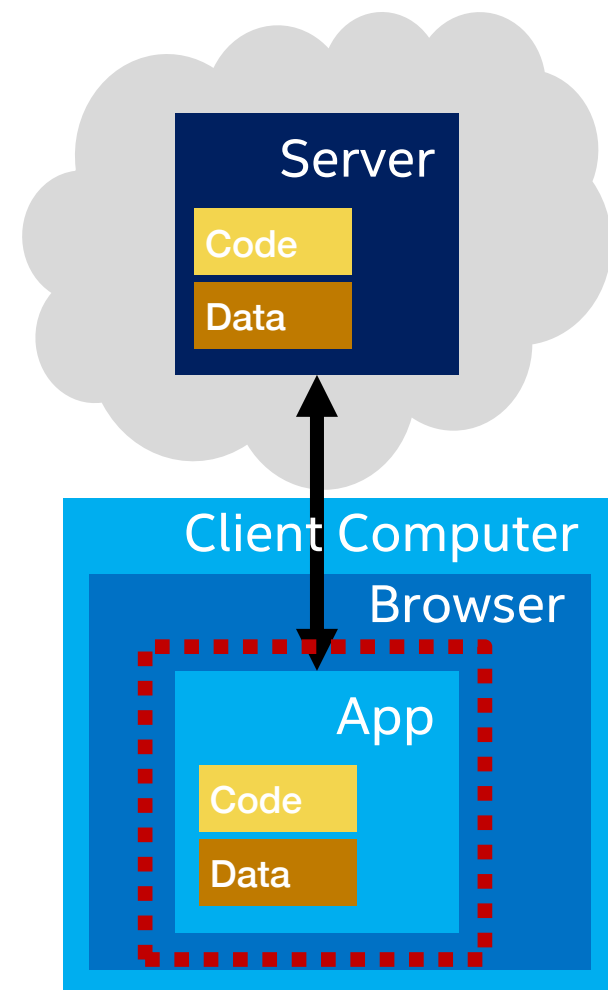 Server
Code
Data
Client Computer
Browser
App
Code
Data